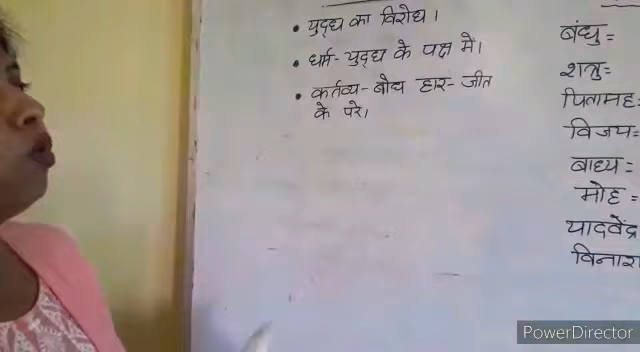 • युद्ध का विरोध।
• धर्म-युद्ध के पक्ष में।
• कर्तव्य-बोध हार-जीत
के परे।
बंधु=
शत्रु=
पितामह=
विजय=
बाध्य=
मोह =
यादवेंद्र
विनाश
PowerDirector